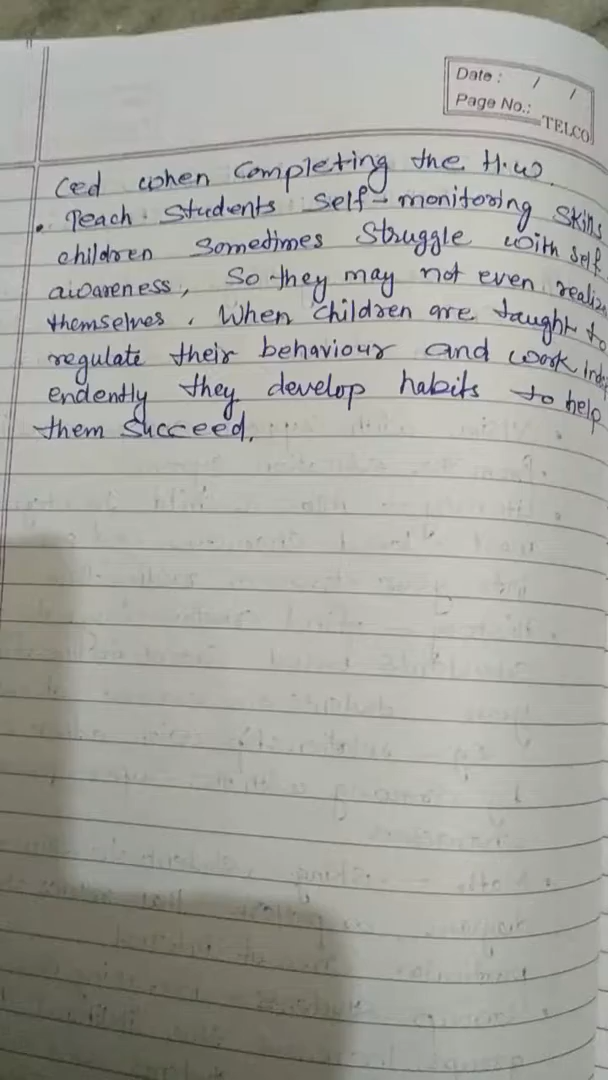 Date : / /
Page No.:
TELCO
Ced when Completing the H.W.
• Teach Students Self-monitoring Skills
children Sometimes Struggle with self
awareness, So they may not even realize
themselves. When Children are taught to
regulate their behaviour and work indep
endently they develop habits to help
them Succeed.